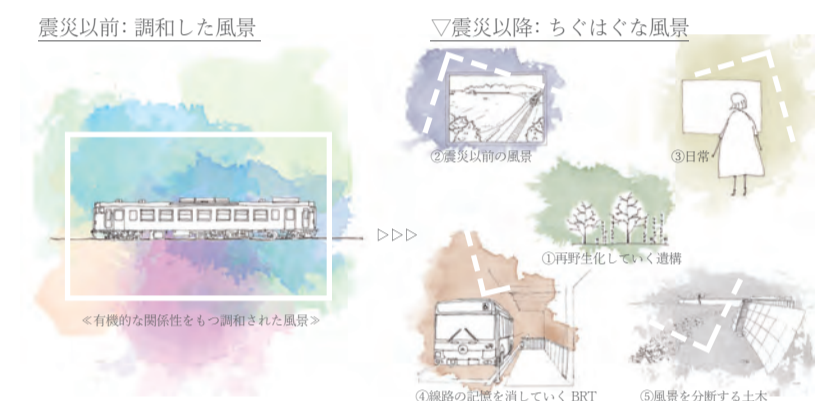 震災以前: 調和した風景
≪有機的な関係性をもつ調和された風景≫
▷▷▷
▽震災以降: ちぐはぐな風景
②震災以前の風景
③日常
①再野生化していく遺構
④線路の記憶を消していく BRT
⑤風景を分断する土木